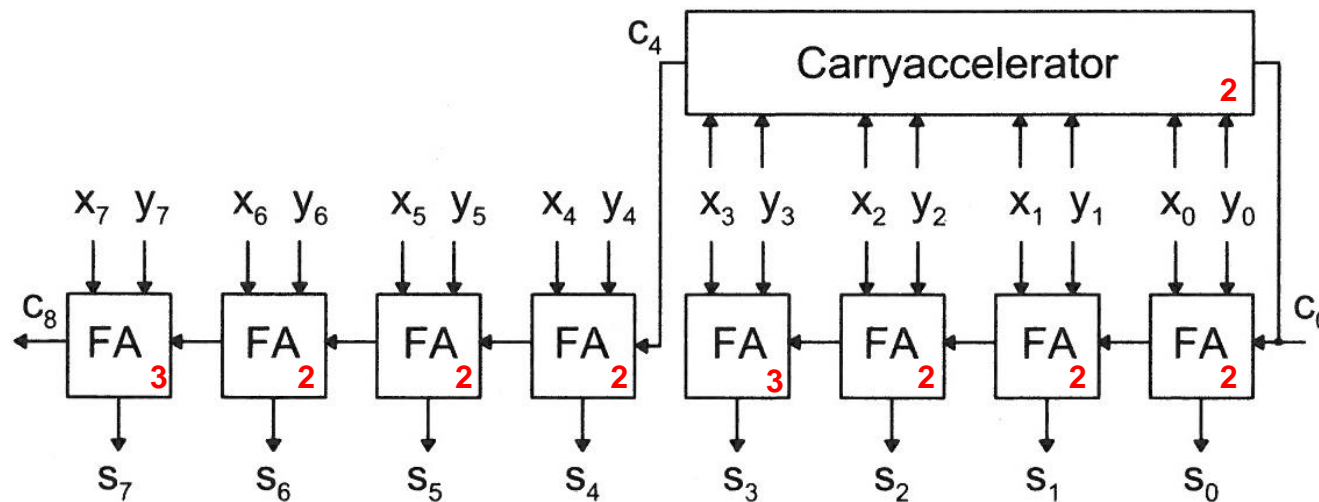 c₄
Carryaccelerator
2
x₇ y₇ x₆ y₆ x₅ y₅ x₄ y₄ x₃ y₃ x₂ y₂ x₁ y₁ x₀ y₀
c₈ FA FA FA FA FA FA FA FA c₀
3 2 2 2 3 2 2 2
s₇ s₆ s₅ s₄ s₃ s₂ s₁ s₀